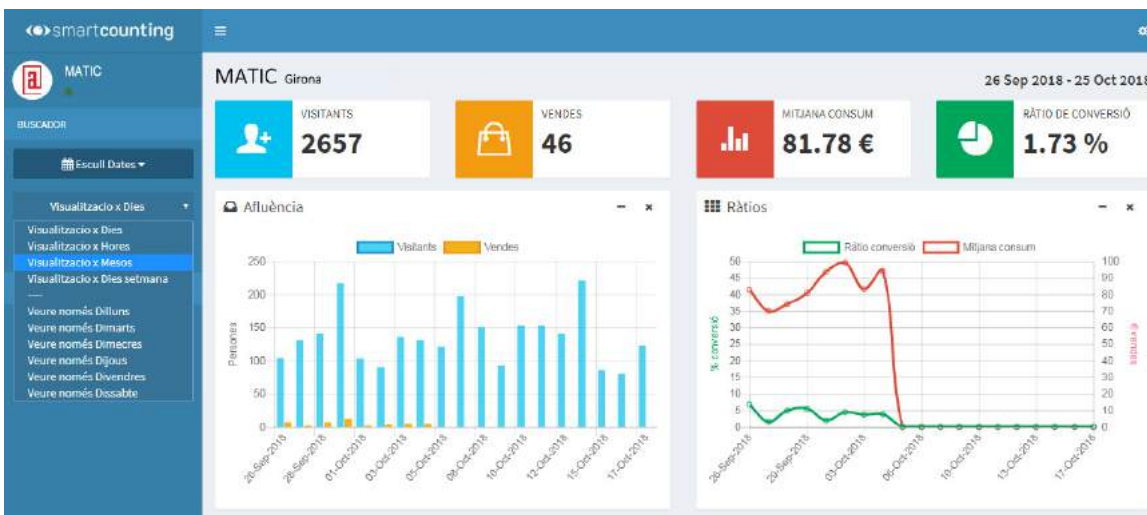 smartcounting
MATIC
BUSCADOR
Escull Dates
Visualitzacio x Dies
Visualitzacio x Dies
Visualitzacio x Hores
Visualitzacio x Mesos
Visualitzacio x Dies setmana
----
Veure només Dilluns
Veure només Dimarts
Veure només Dimecres
Veure només Dijous
Veure només Divendres
Veure només Dissabte
MATIC Girona
26 Sep 2018 - 25 Oct 2018
VISITANTS
2657
VENDES
46
MITJANA CONSUM
81.78 €
RÀTIO DE CONVERSIÓ
1.73 %
Afluència
Visitants
Vendes
Persones
250
200
150
100
50
0
26-Sep-2018
28-Sep-2018
01-Oct-2018
03-Oct-2018
05-Oct-2018
08-Oct-2018
10-Oct-2018
12-Oct-2018
15-Oct-2018
17-Oct-2018
Ràtios
Ràtio conversió
Mitjana consum
% conversió
50
45
40
35
30
25
20
15
10
5
0
100
90
80
70
60
50
40
30
20
10
0
€vendes
26-Sep-2018
29-Sep-2018
03-Oct-2018
06-Oct-2018
10-Oct-2018
13-Oct-2018
17-Oct-2018